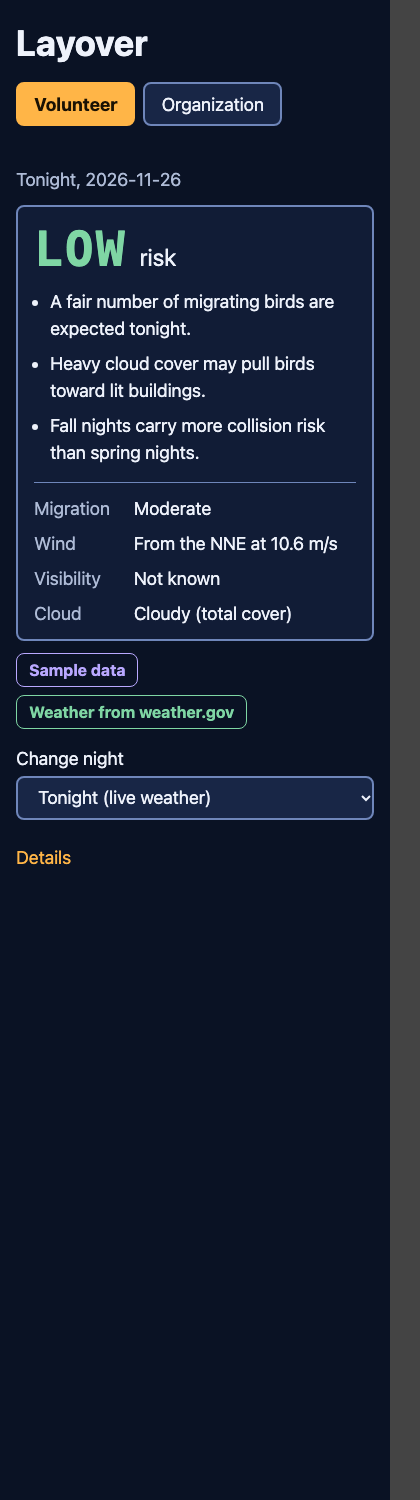 Layover
Volunteer
Organization
Tonight, 2026-11-26
LOW risk
A fair number of migrating birds are
expected tonight.
Heavy cloud cover may pull birds
toward lit buildings.
Fall nights carry more collision risk
than spring nights.
Migration Moderate
Wind From the NNE at 10.6 m/s
Visibility Not known
Cloud Cloudy (total cover)
Sample data
Weather from weather.gov
Change night
Tonight (live weather)
Details